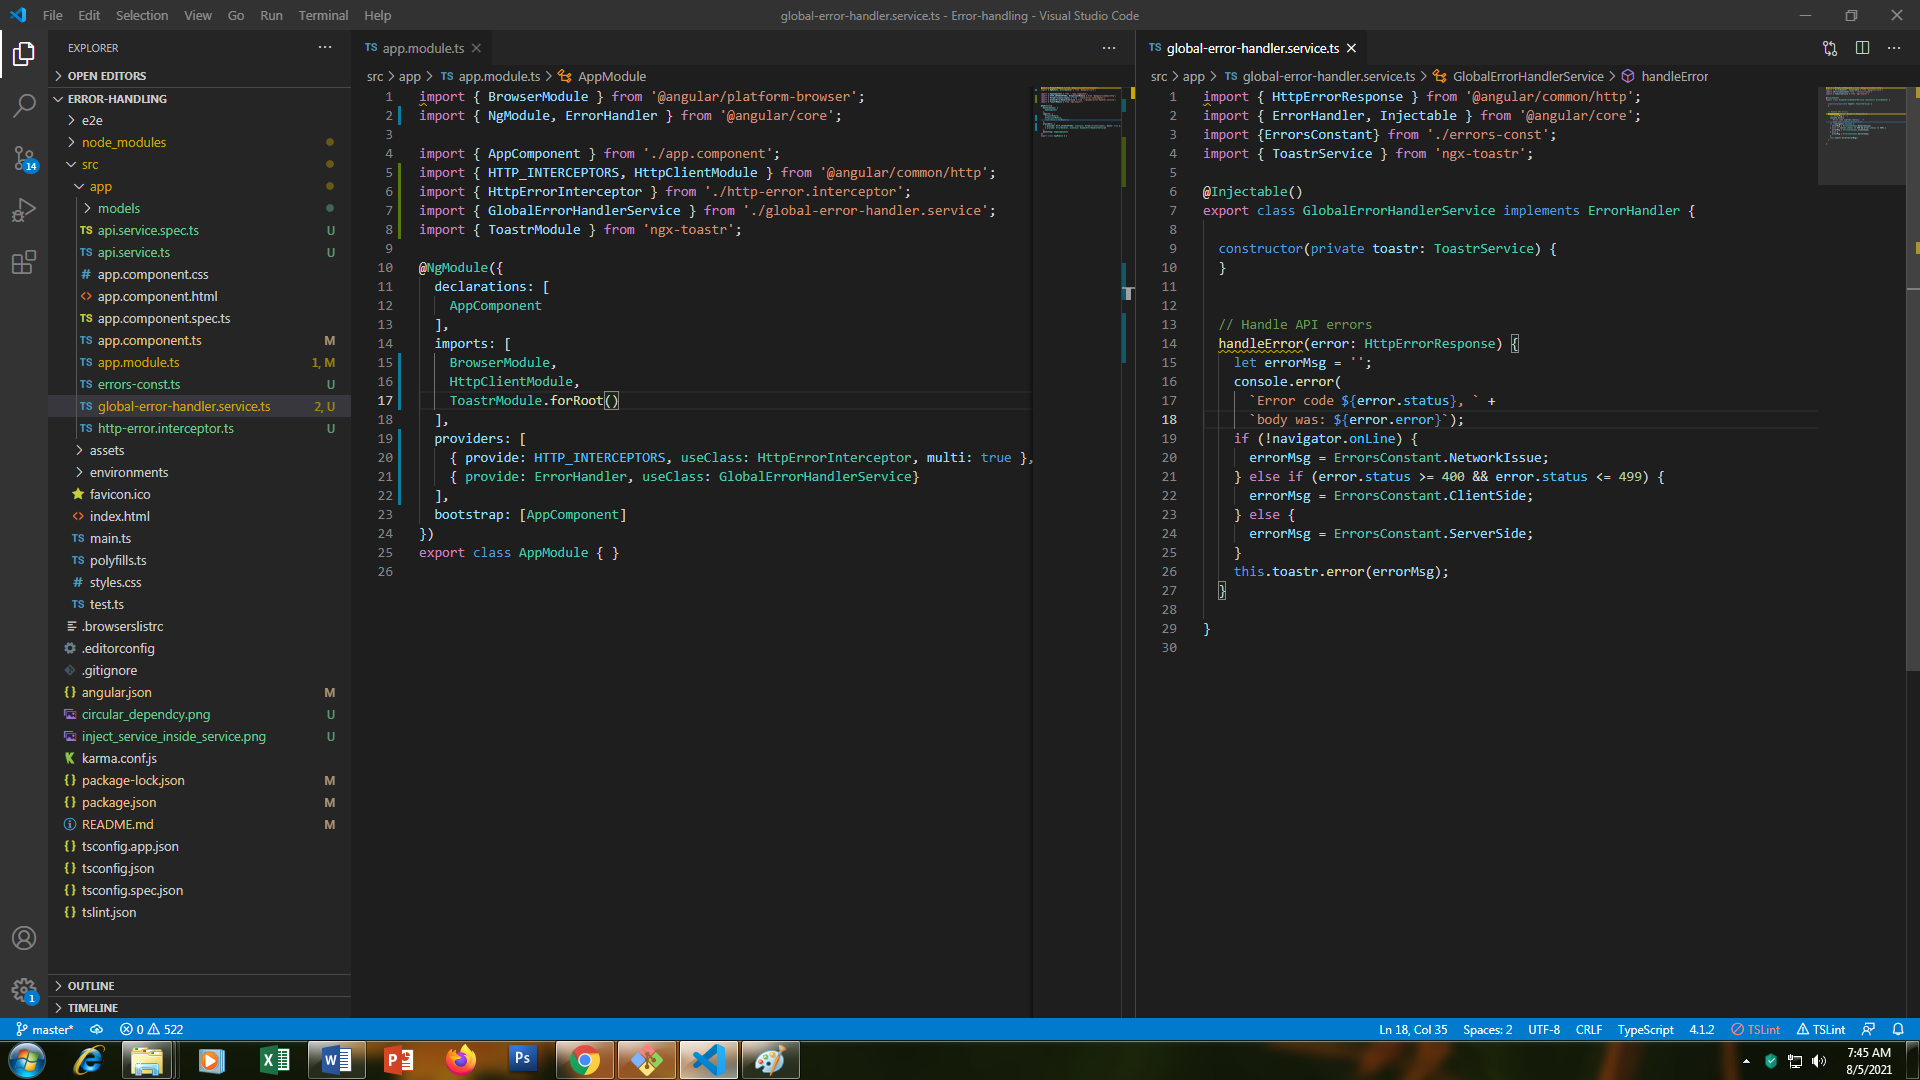 File Edit Selection View Go Run Terminal Help
global-error-handler.service.ts - Error-handling - Visual Studio Code
EXPLORER
OPEN EDITORS
ERROR-HANDLING
e2e
node_modules
src
app
models
TS api.service.spec.ts U
TS api.service.ts U
# app.component.css
<> app.component.html
TS app.component.spec.ts
TS app.component.ts M
TS app.module.ts 1, M
TS errors-const.ts U
TS global-error-handler.service.ts 2, U
TS http-error.interceptor.ts U
assets
environments
favicon.ico
<> index.html
TS main.ts
TS polyfills.ts
# styles.css
TS test.ts
.browserslistrc
.editorconfig
.gitignore
{} angular.json M
circular_dependcy.png U
inject_service_inside_service.png U
karma.conf.js
{} package-lock.json M
{} package.json M
README.md M
{} tsconfig.app.json
{} tsconfig.json
{} tsconfig.spec.json
{} tslint.json
OUTLINE
TIMELINE
14
1
TS app.module.ts
src > app > TS app.module.ts > AppModule
1 import { BrowserModule } from '@angular/platform-browser';
2 import { NgModule, ErrorHandler } from '@angular/core';
3
4 import { AppComponent } from './app.component';
5 import { HTTP_INTERCEPTORS, HttpClientModule } from '@angular/common/http';
6 import { HttpErrorInterceptor } from './http-error.interceptor';
7 import { GlobalErrorHandlerService } from './global-error-handler.service';
8 import { ToastrModule } from 'ngx-toastr';
9
10 @NgModule({
11 declarations: [
12 AppComponent
13 ],
14 imports: [
15 BrowserModule,
16 HttpClientModule,
17 ToastrModule.forRoot()
18 ],
19 providers: [
20 { provide: HTTP_INTERCEPTORS, useClass: HttpErrorInterceptor, multi: true },
21 { provide: ErrorHandler, useClass: GlobalErrorHandlerService}
22 ],
23 bootstrap: [AppComponent]
24 })
25 export class AppModule { }
26
TS global-error-handler.service.ts
src > app > TS global-error-handler.service.ts > GlobalErrorHandlerService > handleError
1 import { HttpErrorResponse } from '@angular/common/http';
2 import { ErrorHandler, Injectable } from '@angular/core';
3 import {ErrorsConstant} from './errors-const';
4 import { ToastrService } from 'ngx-toastr';
5
6 @Injectable()
7 export class GlobalErrorHandlerService implements ErrorHandler {
8
9 constructor(private toastr: ToastrService) {
10 }
11
12
13 // Handle API errors
14 handleError(error: HttpErrorResponse) {
15 let errorMsg = '';
16 console.error(
17 `Error code ${error.status}, ` +
18 `body was: ${error.error}`);
19 if (!navigator.onLine) {
20 errorMsg = ErrorsConstant.NetworkIssue;
21 } else if (error.status >= 400 && error.status <= 499) {
22 errorMsg = ErrorsConstant.ClientSide;
23 } else {
24 errorMsg = ErrorsConstant.ServerSide;
25 }
26 this.toastr.error(errorMsg);
27 }
28
29 }
30
master* 0 522
Ln 18, Col 35 Spaces: 2 UTF-8 CRLF TypeScript 4.1.2 TSLint TSLint
7:45 AM
8/5/2021